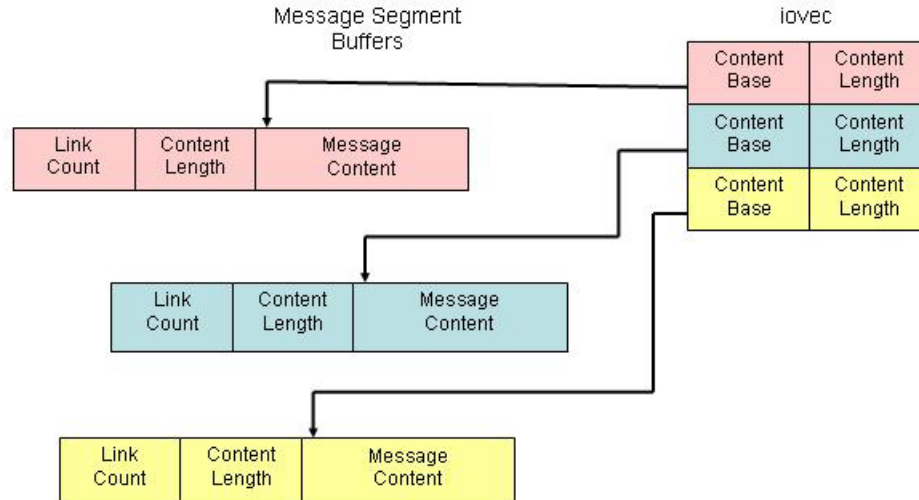 Message Segment
Buffers
iovec
Content
Base
Content
Length
Content
Base
Content
Length
Content
Base
Content
Length
Link
Count
Content
Length
Message
Content
Link
Count
Content
Length
Message
Content
Link
Count
Content
Length
Message
Content